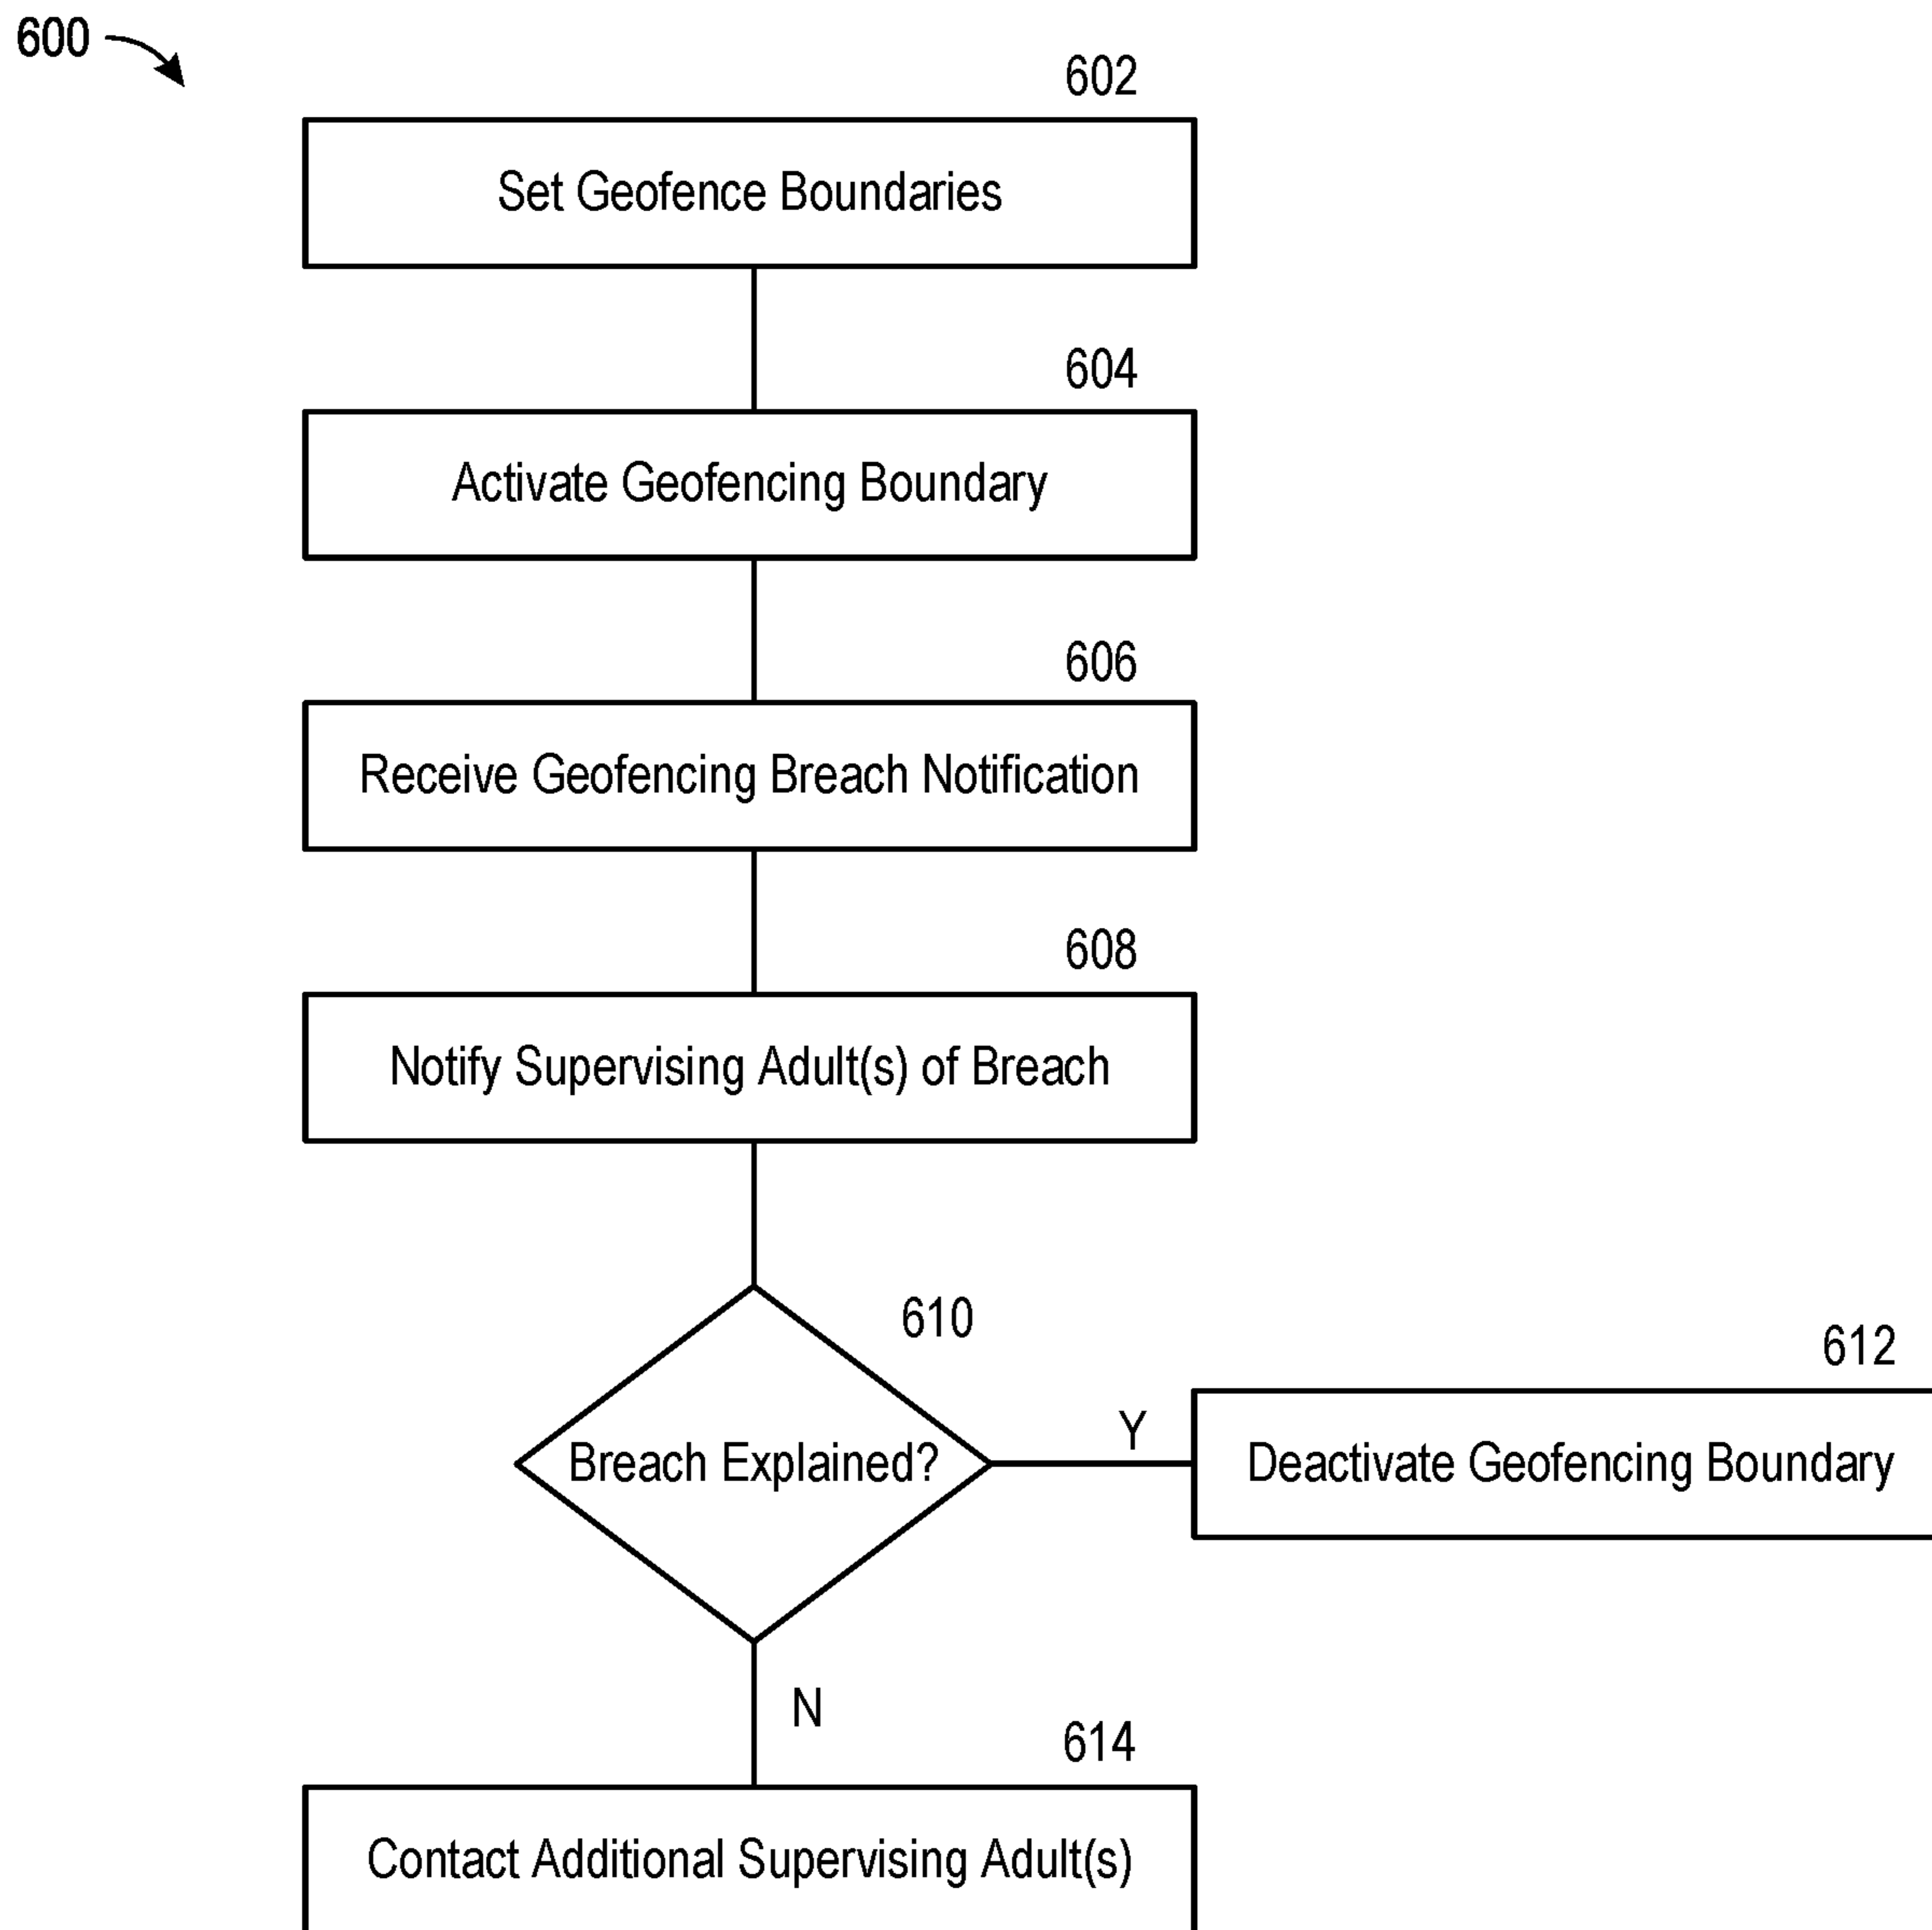 600
602
Set Geofence Boundaries
604
Activate Geofencing Boundary
606
Receive Geofencing Breach Notification
608
Notify Supervising Adult(s) of Breach
610
Breach Explained?
Y
612
Deactivate Geofencing Boundary
N
614
Contact Additional Supervising Adult(s)